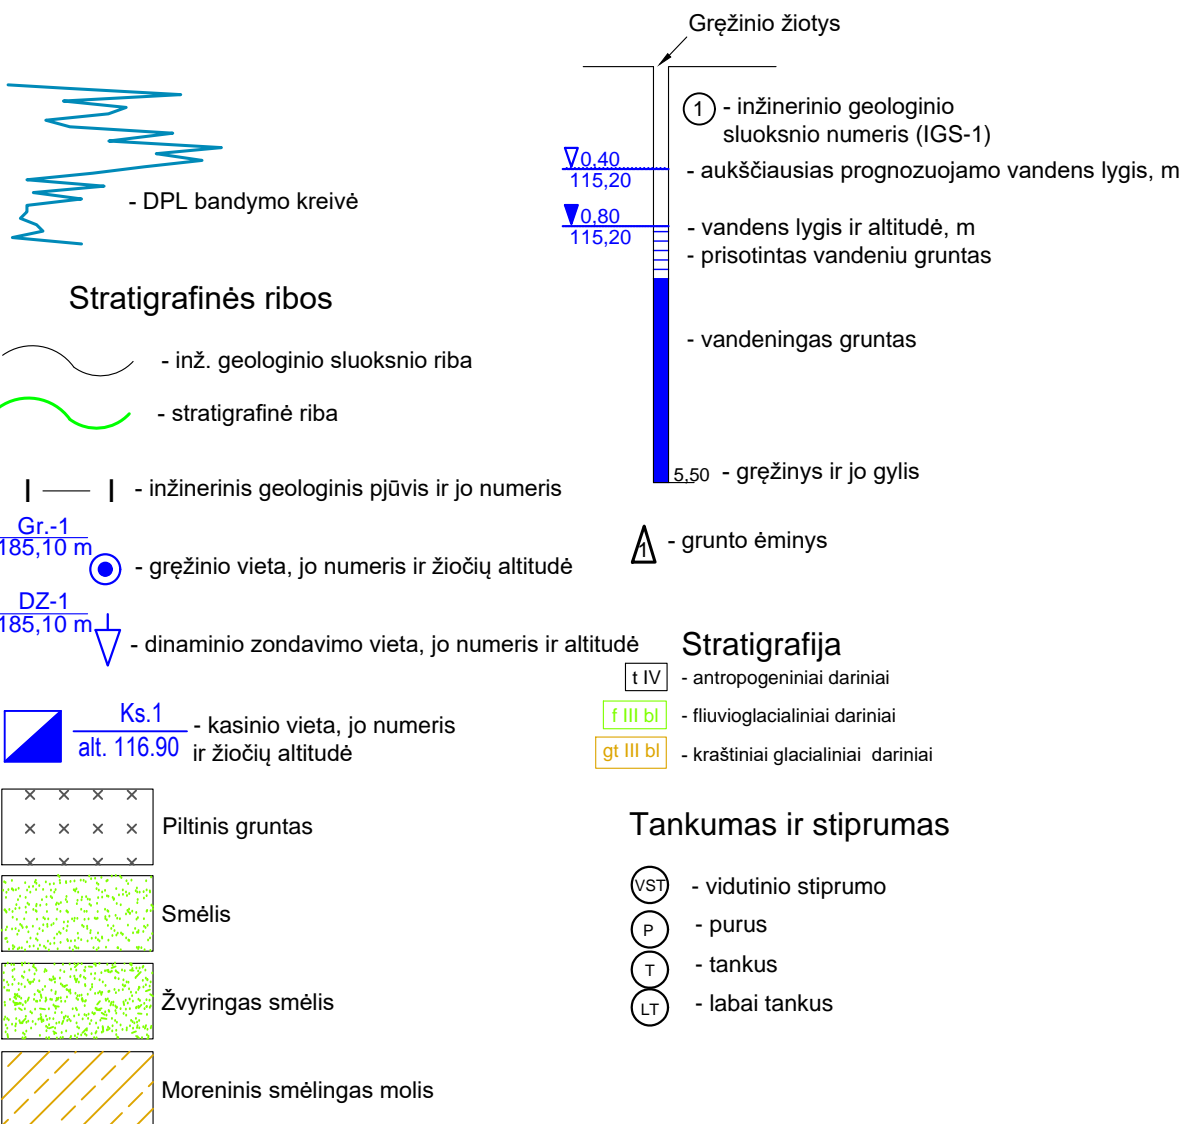 Gręžinio žiotys
1
- inžinerinio geologinio
sluoksnio numeris (IGS-1)
0,40
115,20
- aukščiausias prognozuojamo vandens lygis, m
0,80
115,20
- vandens lygis ir altitudė, m
- prisotintas vandeniu gruntas
- vandeningas gruntas
5,50
- gręžinys ir jo gylis
1
- grunto ėminys
- DPL bandymo kreivė
Stratigrafinės ribos
- inž. geologinio sluoksnio riba
- stratigrafinė riba
- inžinerinis geologinis pjūvis ir jo numeris
Gr.-1
185,10 m
- gręžinio vieta, jo numeris ir žiočių altitudė
DZ-1
185,10 m
- dinaminio zondavimo vieta, jo numeris ir altitudė
Ks.1
alt. 116.90
- kasinio vieta, jo numeris
ir žiočių altitudė
Piltinis gruntas
Smėlis
Žvyringas smėlis
Moreninis smėlingas molis
Stratigrafija
t IV
- antropogeniniai dariniai
f III bl
- fliuvioglacialiniai dariniai
gt III bl
- kraštiniai glacialiniai dariniai
Tankumas ir stiprumas
VST
- vidutinio stiprumo
P
- purus
T
- tankus
LT
- labai tankus